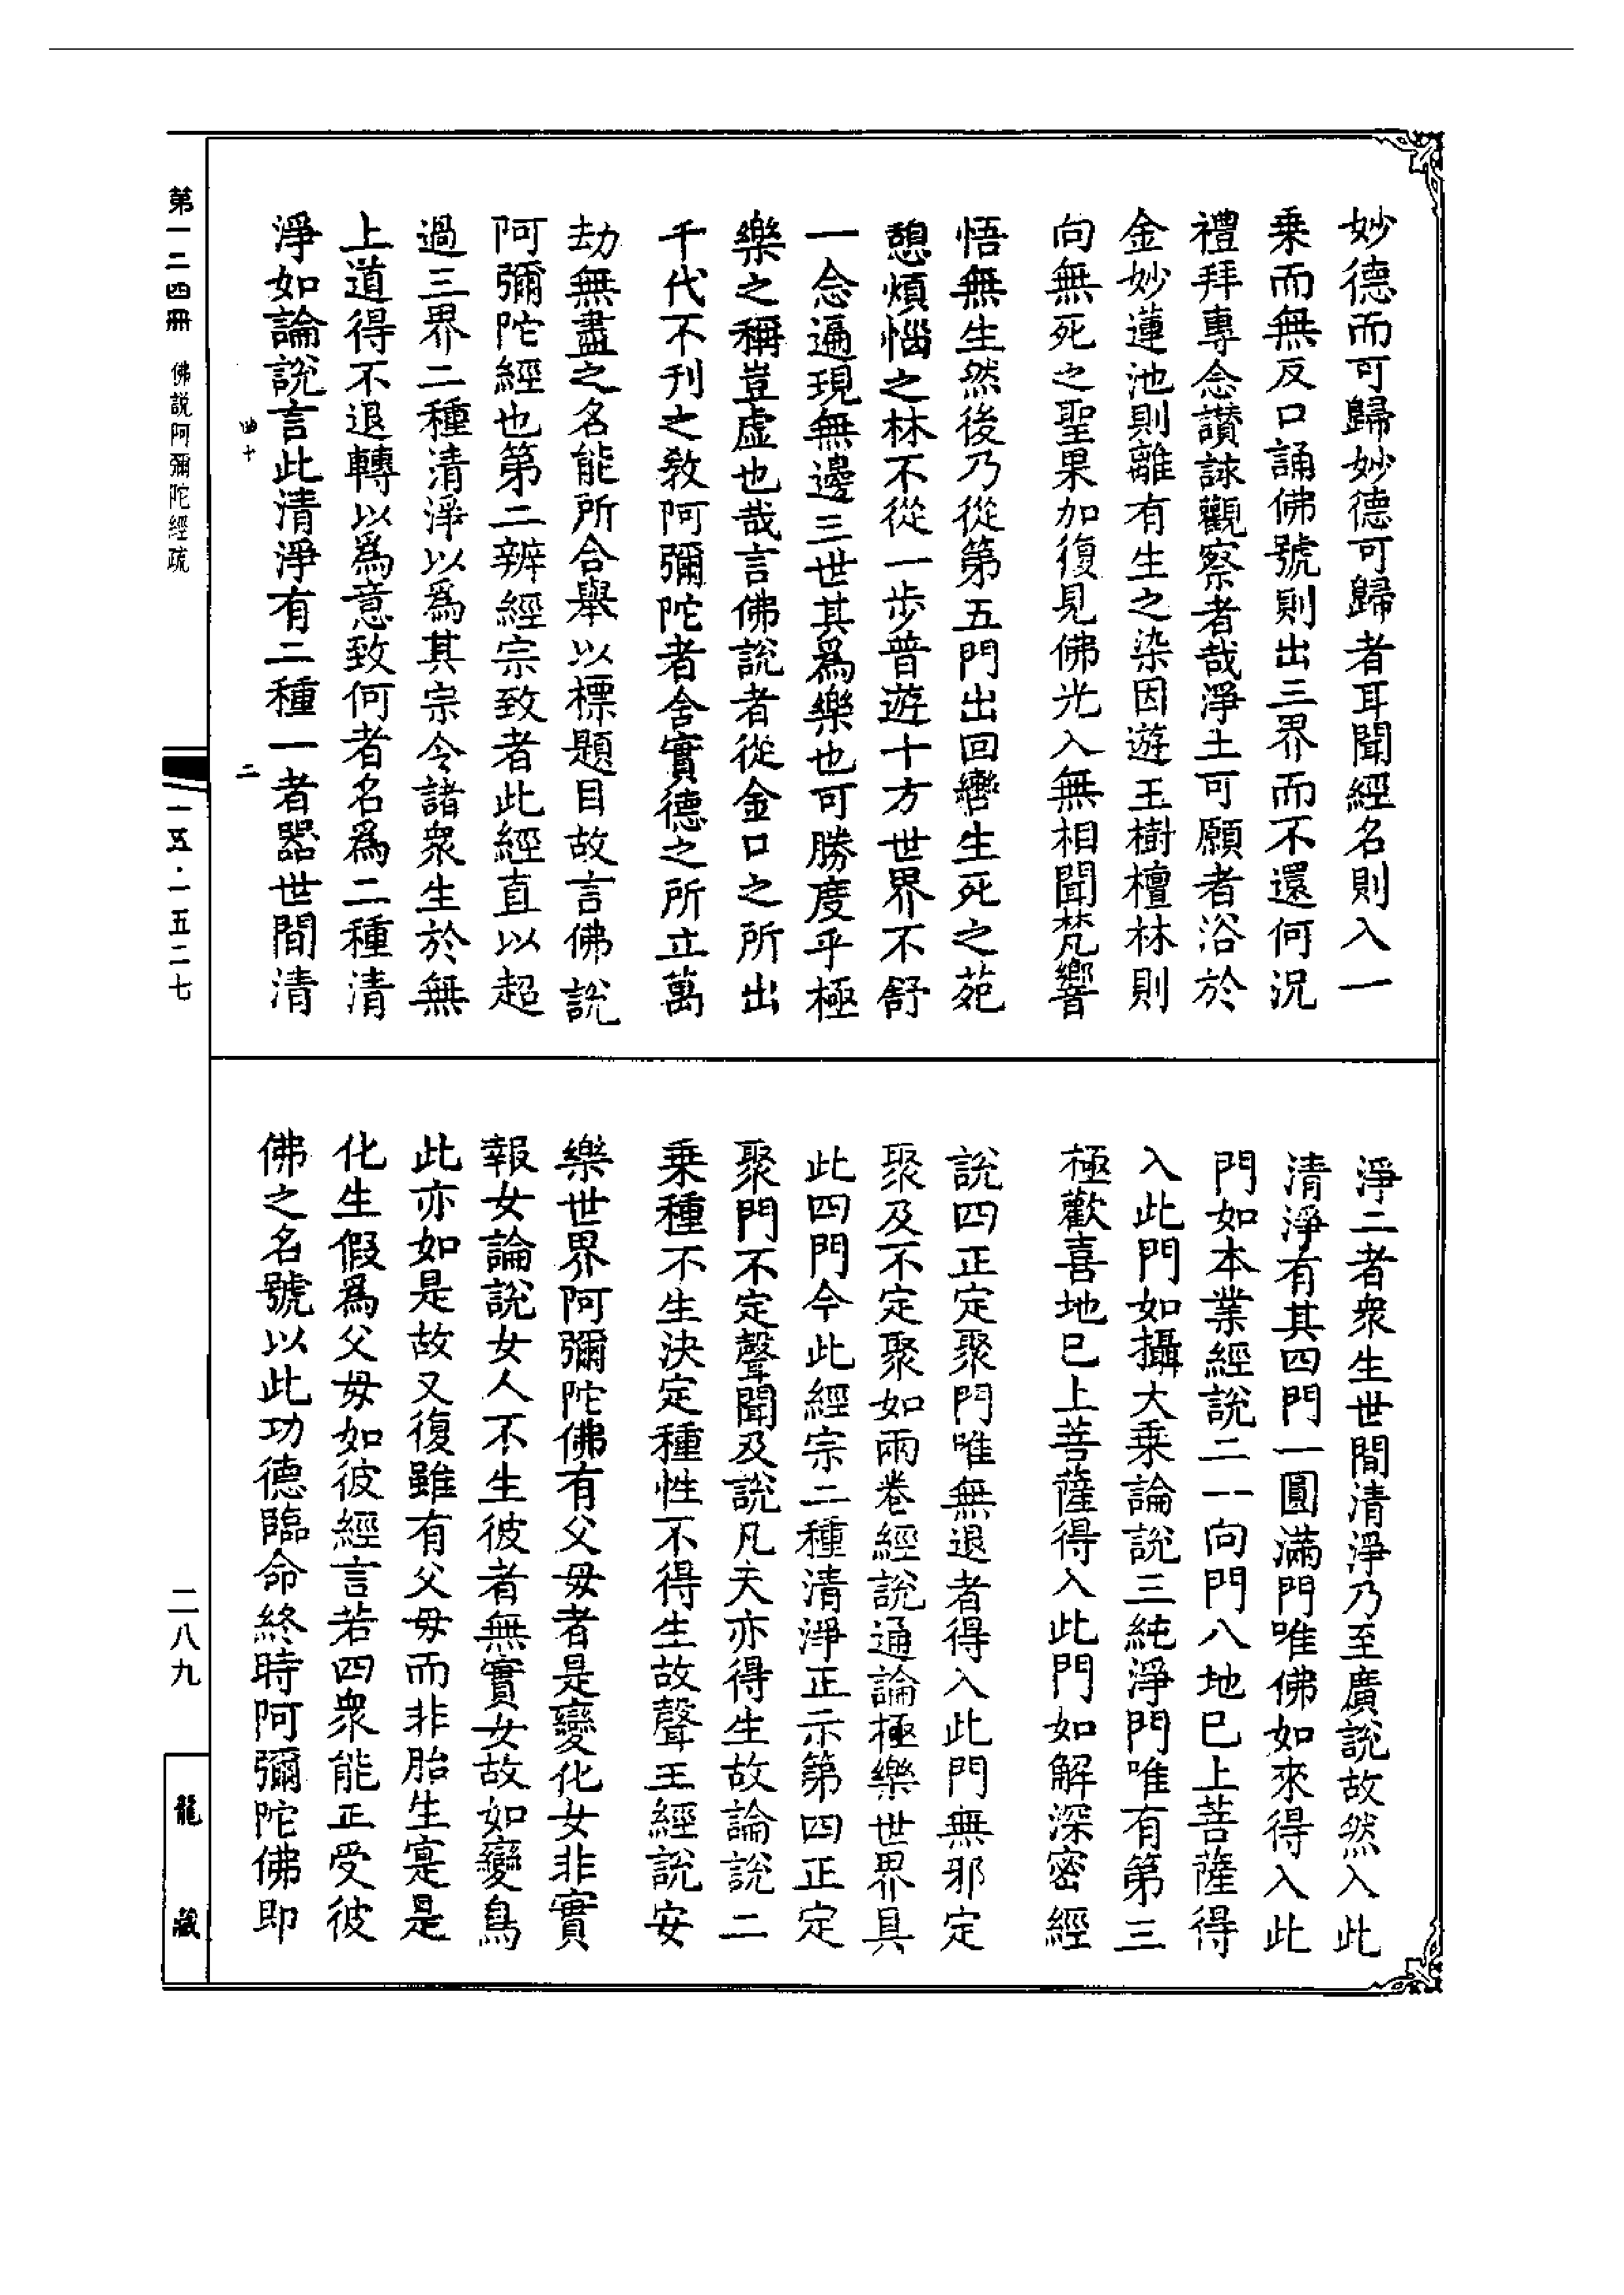 妙德而可歸妙德可歸者耳聞經名則入一
乗而無反口誦佛號則出三界而不還何況
禮拜專念讃詠觀察者哉淨土可願者浴於
金妙蓮池則離有生之染因遊王樹檀林則
向無死之聖果加復見佛光入無相聞梵響
悟無生然後乃從第五門出回轡生死之苑
憩煩惱之林不從一步普遊十方世界不舒
一念遍現無邊三世其爲樂也可勝度乎極
樂之稱豈虛也哉言佛說者從金口之所出
千代不刊之敎阿彌陀者含實德之所立萬
劫無盡之名能所合舉以標題目故言佛說
阿彌陀經也第二辨經宗致者此經直以超
過三界二種清淨以爲其宗令諸衆生於無
上道得不退轉以爲意致何者名爲二種清
淨如論說言此清淨有二種一者器世間清
曲十
二
淨二者衆生世間清淨乃至廣說故然入此
清淨有其四門一圓滿門唯佛如來得入此
門如本業經說二一向門八地巳上菩薩得
入此門如攝大乗論說三純淨門唯有第三
極歡喜地巳上菩薩得入此門如解深密經
說四正定聚門唯無退者得入此門無邪定
聚及不定聚如兩卷經說通論極樂世界具
此四門今此經宗二種清淨正示第四正定
聚門不定聲聞及說凡夫亦得生故論說二
乗種不生決定種性不得生故聲王經說安
樂世界阿彌陀佛有父毋者是變化女非實
報女論說女人不生彼者無實女故如變鳥
此亦如是故又復雖有父毋而非胎生寔是
化生假爲父毋如彼經言若四衆能正受彼
佛之名號以此功德臨命終時阿彌陀佛即
第一二四冊 佛說阿彌陀經疏
一五·一五二七
二八九
龍藏